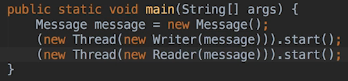 public static void main(String[] args) {
    Message message = new Message();
    (new Thread(new Writer(message))).start();
    (new Thread(new Reader(message))).start();
}